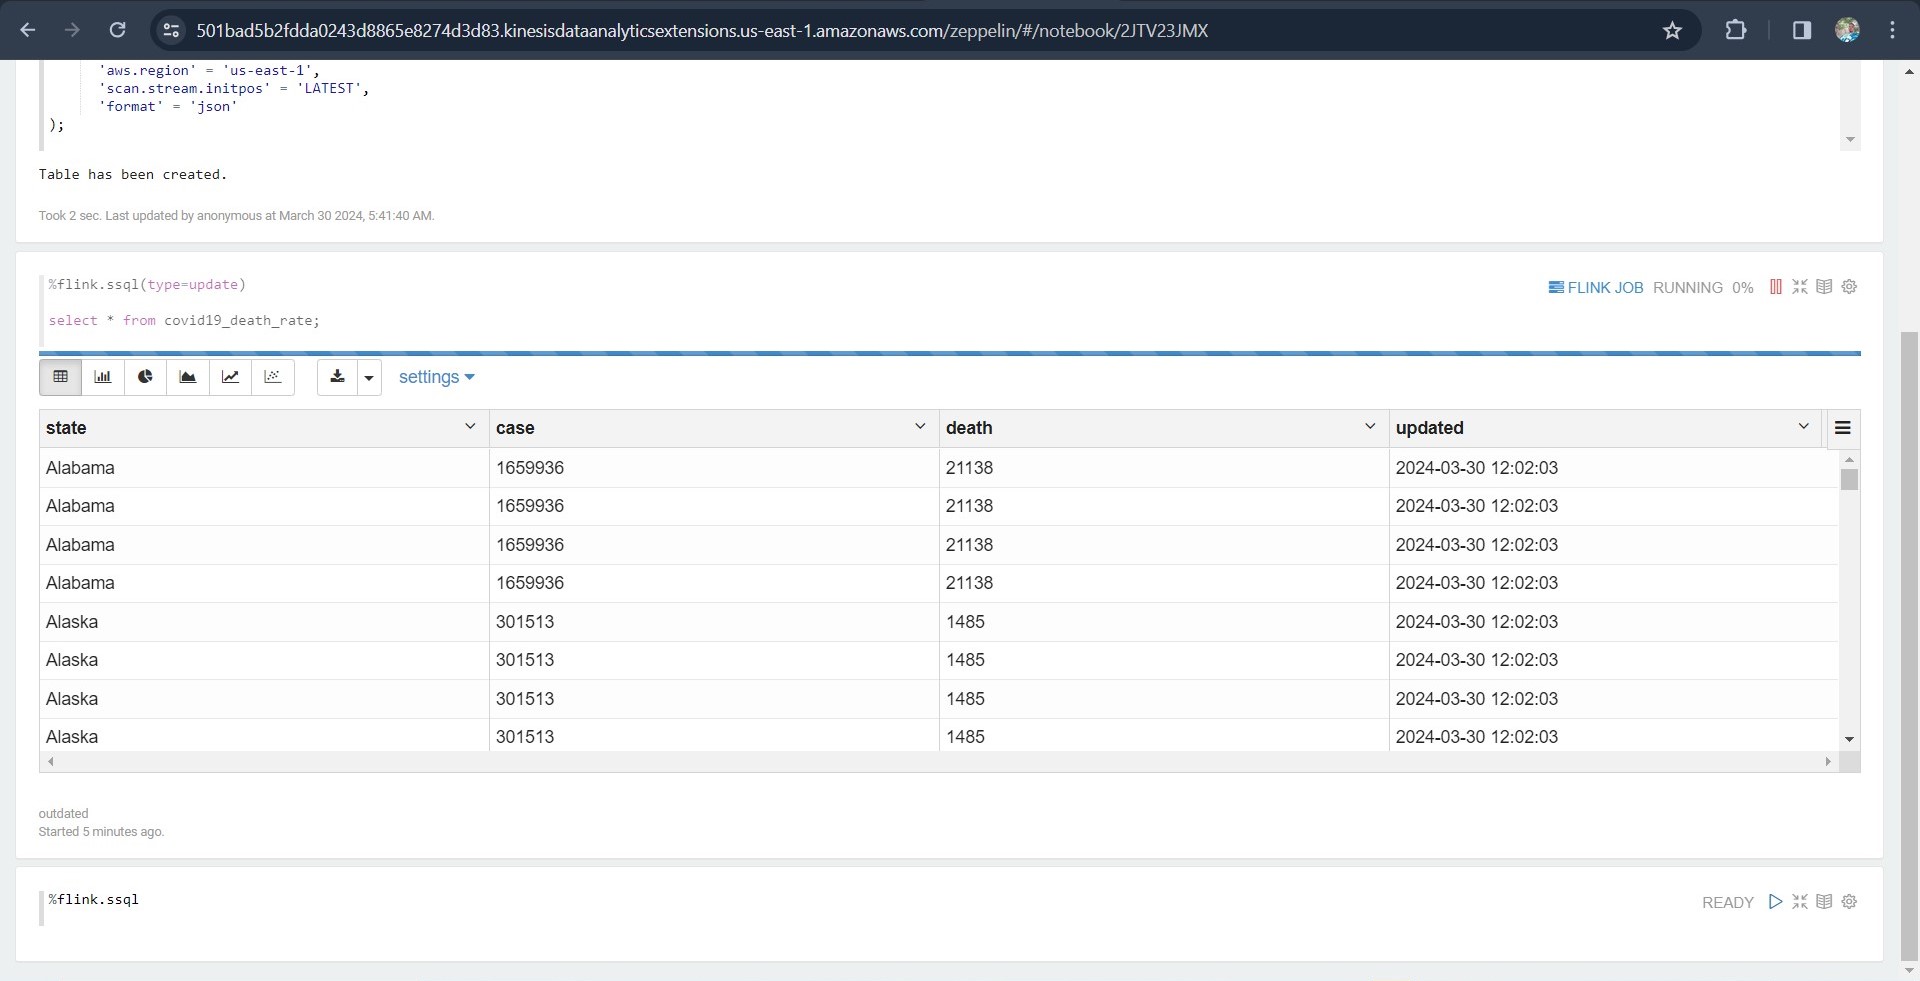 501bad5b2fdda0243d8865e8274d3d83.kinesisdataanalyticsextensions.us-east-1.amazonaws.com/zeppelin/#/notebook/2JTV23JMX
'aws.region' = 'us-east-1',
'scan.stream.initpos' = 'LATEST',
'format' = 'json'
);
Table has been created.
Took 2 sec. Last updated by anonymous at March 30 2024, 5:41:40 AM.
%flink.ssql(type=update)
FLINK JOB RUNNING 0%
select * from covid19_death_rate;
settings
state case death updated
Alabama 1659936 21138 2024-03-30 12:02:03
Alabama 1659936 21138 2024-03-30 12:02:03
Alabama 1659936 21138 2024-03-30 12:02:03
Alabama 1659936 21138 2024-03-30 12:02:03
Alaska 301513 1485 2024-03-30 12:02:03
Alaska 301513 1485 2024-03-30 12:02:03
Alaska 301513 1485 2024-03-30 12:02:03
Alaska 301513 1485 2024-03-30 12:02:03
outdated
Started 5 minutes ago.
%flink.ssql
READY